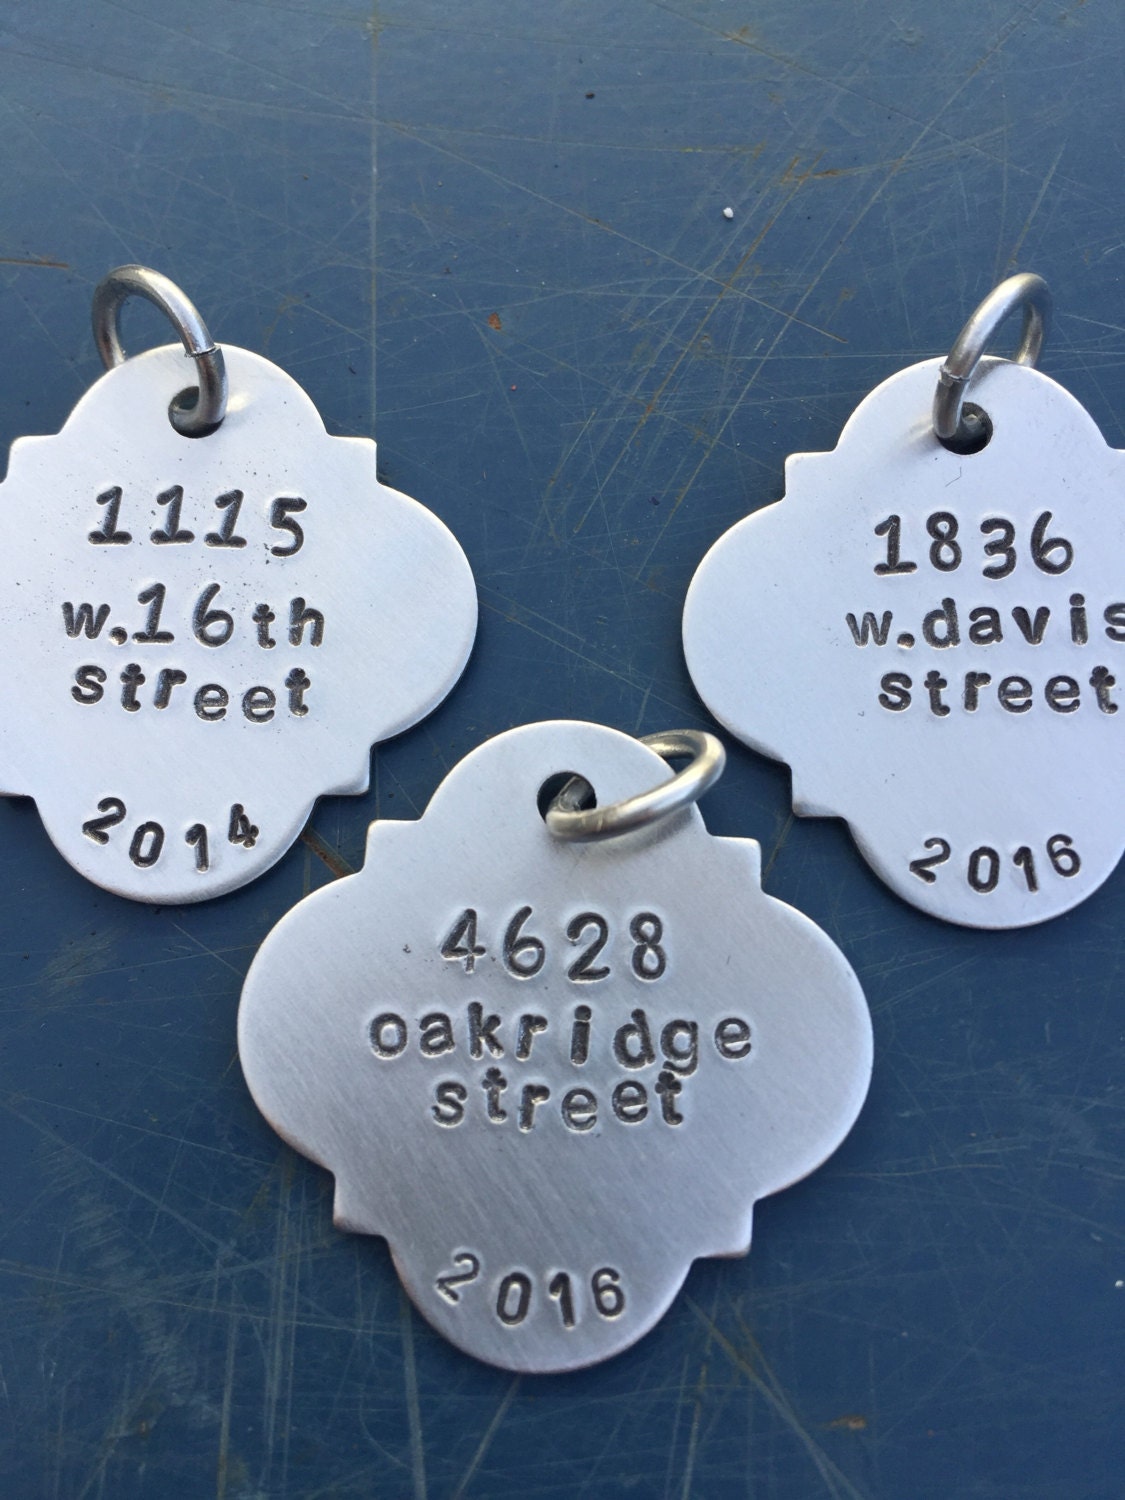 1115
w.16th
street
2014
1836
w.davis
street
2016
4628
oakridge
street
2016